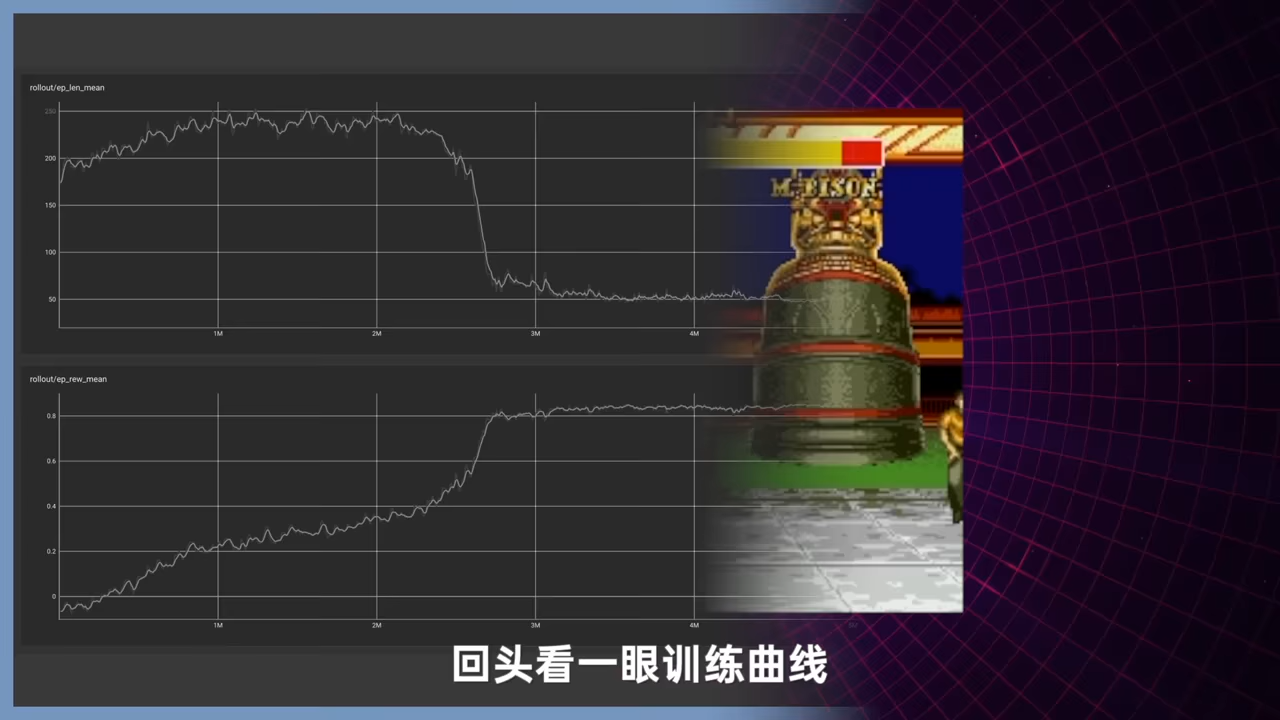 rollout/ep_len_mean
250
200
150
100
50
1M 2M 3M 4M
M. BISON
rollout/ep_rew_mean
0.8
0.6
0.4
0.2
0
1M 2M 3M 4M
回头看一眼训练曲线